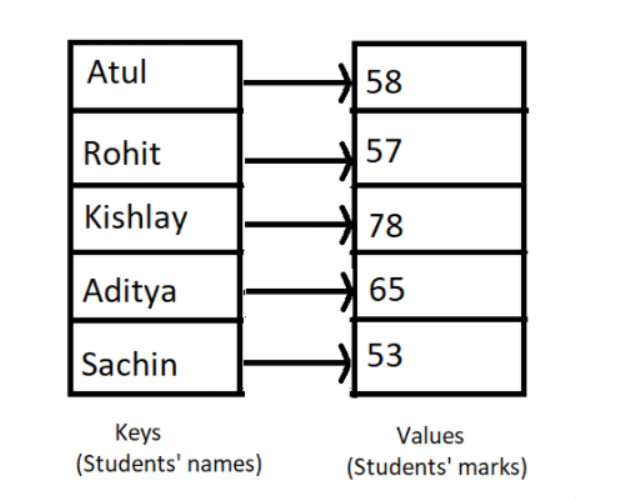 Atul
58
Rohit
57
Kishlay
78
Aditya
65
Sachin
53
Keys
(Students' names)
Values
(Students' marks)